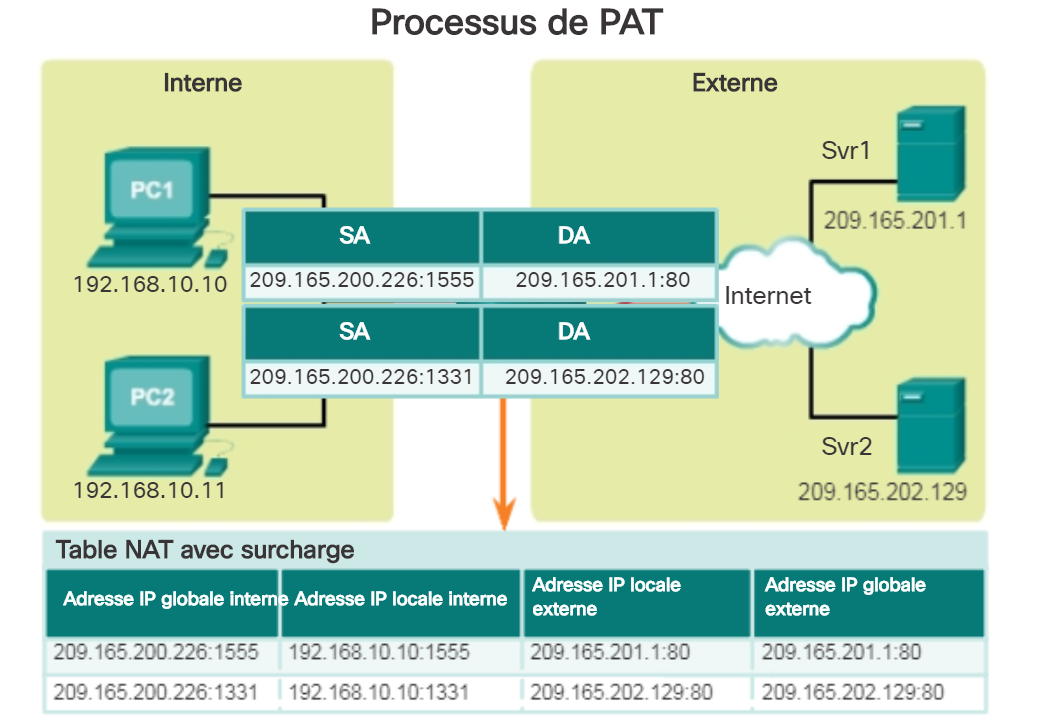 Processus de PAT
Interne
Externe
PC1
192.168.10.10
SA
DA
209.165.200.226:1555
209.165.201.1:80
SA
DA
209.165.200.226:1331
209.165.202.129:80
Internet
Svr1
209.165.201.1
PC2
192.168.10.11
Svr2
209.165.202.129
Table NAT avec surcharge
Adresse IP globale interne
Adresse IP locale interne
Adresse IP locale
externe
Adresse IP globale
externe
209.165.200.226:1555
192.168.10.10:1555
209.165.201.1:80
209.165.201.1:80
209.165.200.226:1331
192.168.10.10:1331
209.165.202.129:80
209.165.202.129:80